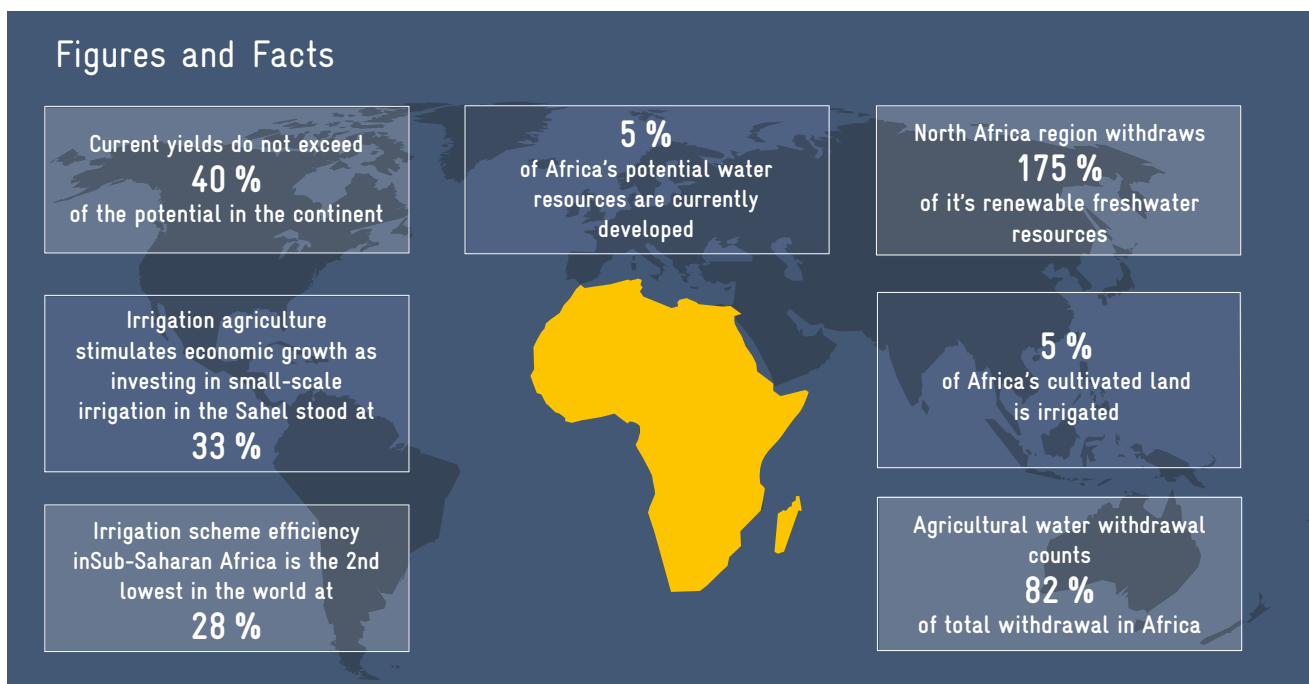 Figures and Facts
Current yields do not exceed
40 %
of the potential in the continent
5 %
of Africa's potential water
resources are currently
developed
North Africa region withdraws
175 %
of it's renewable freshwater
resources
Irrigation agriculture
stimulates economic growth as
investing in small-scale
irrigation in the Sahel stood at
33 %
5 %
of Africa's cultivated land
is irrigated
Irrigation scheme efficiency
inSub-Saharan Africa is the 2nd
lowest in the world at
28 %
Agricultural water withdrawal
counts
82 %
of total withdrawal in Africa